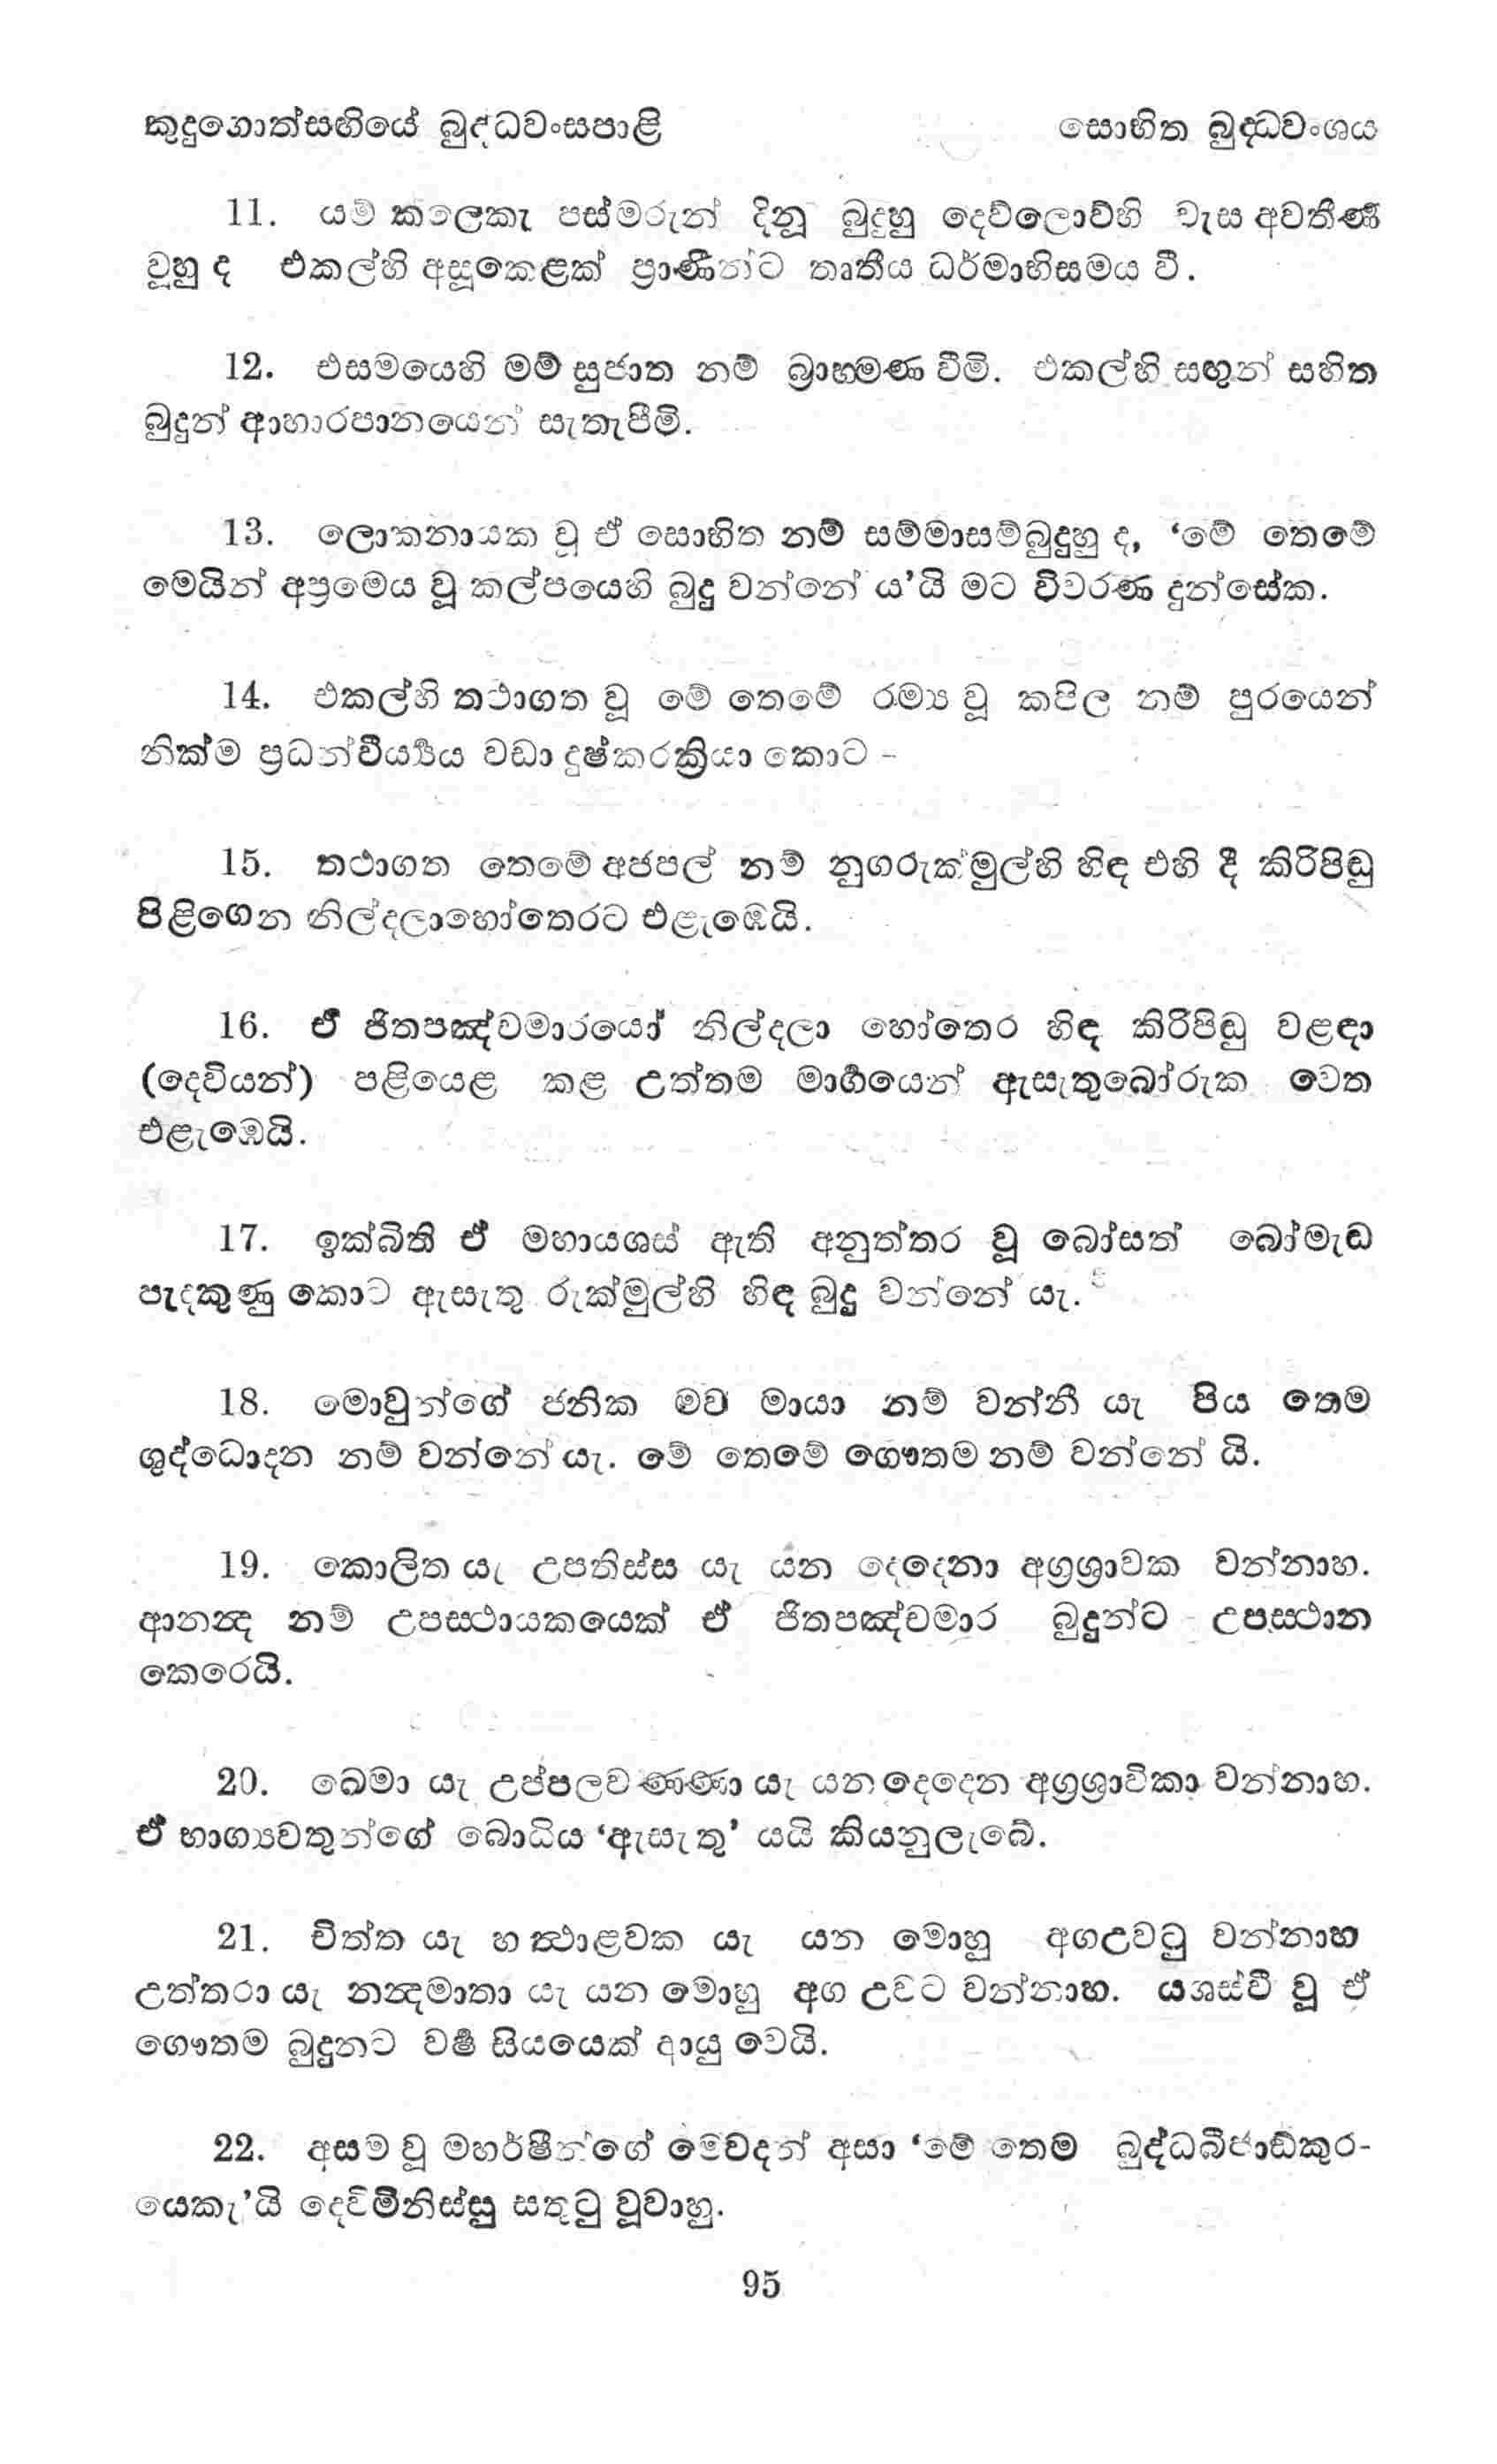 කුදුගොත්සඟියේ බුද්ධවංසපාළි සොභිත බුද්ධවංශය
11. යම් කලෙකැ පස්මරුන් දිනූ බුදුහු දෙව්ලොව්හි වැස අවතීර්ණ
වූහු ද එකල්හි අසූකෙළක් ප්‍රාණීන්ට තෘතීය ධර්මාභිසමය වී.
12. එසමයෙහි මම් සුජාත නම් බ්‍රාහ්මණ වීමි. එකල්හි සඟුන් සහිත
බුදුන් ආහාරපානයෙන් සැතැපීමි.
13. ලොකනායක වූ ඒ සොභිත නම් සම්මාසම්බුදුහු ද, ‘මේ තෙමේ
මෙයින් අප්‍රමෙය වූ කල්පයෙහි බුදු වන්නේ ය’යි මට විවරණ දුන්සේක.
14. එකල්හි තථාගත වූ මේ තෙමේ රම්‍ය වූ කපිල නම් පුරයෙන්
නික්ම ප්‍රධන්වීර්‍ය්‍යය වඩා දුෂ්කරක්‍රියා කොට -
15. තථාගත තෙමේ අජපල් නම් නුගරුක්මුල්හි හිඳ එහි දී කිරිපිඬු
පිළිගෙන නිල්දලාහෝතෙරට එළැඹෙයි.
16. ඒ ජිතපඤ්චමාරයෝ නිල්දලා හෝතෙර හිඳ කිරිපිඬු වළඳා
(දෙවියන්) පළියෙළ කළ උත්තම මාර්ගයෙන් ඇසැතුබෝරුක වෙත
එළැඹෙයි.
17. ඉක්බිති ඒ මහායශස් ඇති අනුත්තර වූ බෝසත් බෝමැඬ
පැදකුණු කොට ඇසැතු රුක්මුල්හි හිඳ බුදු වන්නේ යැ.
18. මොවුන්ගේ ජනික මව මායා නම් වන්නී යැ පිය තෙම
ශුද්ධොදන නම් වන්නේ යැ. මේ තෙමේ ගෞතම නම් වන්නේ යි.
19. කොලිත යැ උපතිස්ස යැ යන දෙදෙනා අග්‍රශ්‍රාවක වන්නාහ.
ආනන්‍ද නම් උපස්ථායකයෙක් ඒ ජිතපඤ්චමාර බුදුන්ට උපස්ථාන
කෙරෙයි.
20. ඛෙමා යැ උප්පලවණ්ණා යැ යන දෙදෙන අග්‍රශ්‍රාවිකා වන්නාහ.
ඒ භාග්‍යවතුන්ගේ බොධිය ‘ඇසැතු’ යයි කියනුලැබේ.
21. චිත්ත යැ හත්‍ථාළවක යැ යන මොහු අගඋවටු වන්නාහ
උත්තරා යැ නන්‍දමාතා යැ යන මොහු අග උවට වන්නාහ. යශස්වී වූ ඒ
ගෞතම බුදුනට වර්ෂ සියයෙක් ආයු වෙයි.
22. අසම වූ මහර්ෂීන්ගේ මෙවදන් අසා ‘මේ තෙම බුද්ධබීජාඞ්කුර-
යෙකැ’යි දෙව්මිනිස්සු සතුටු වූවාහු.
95